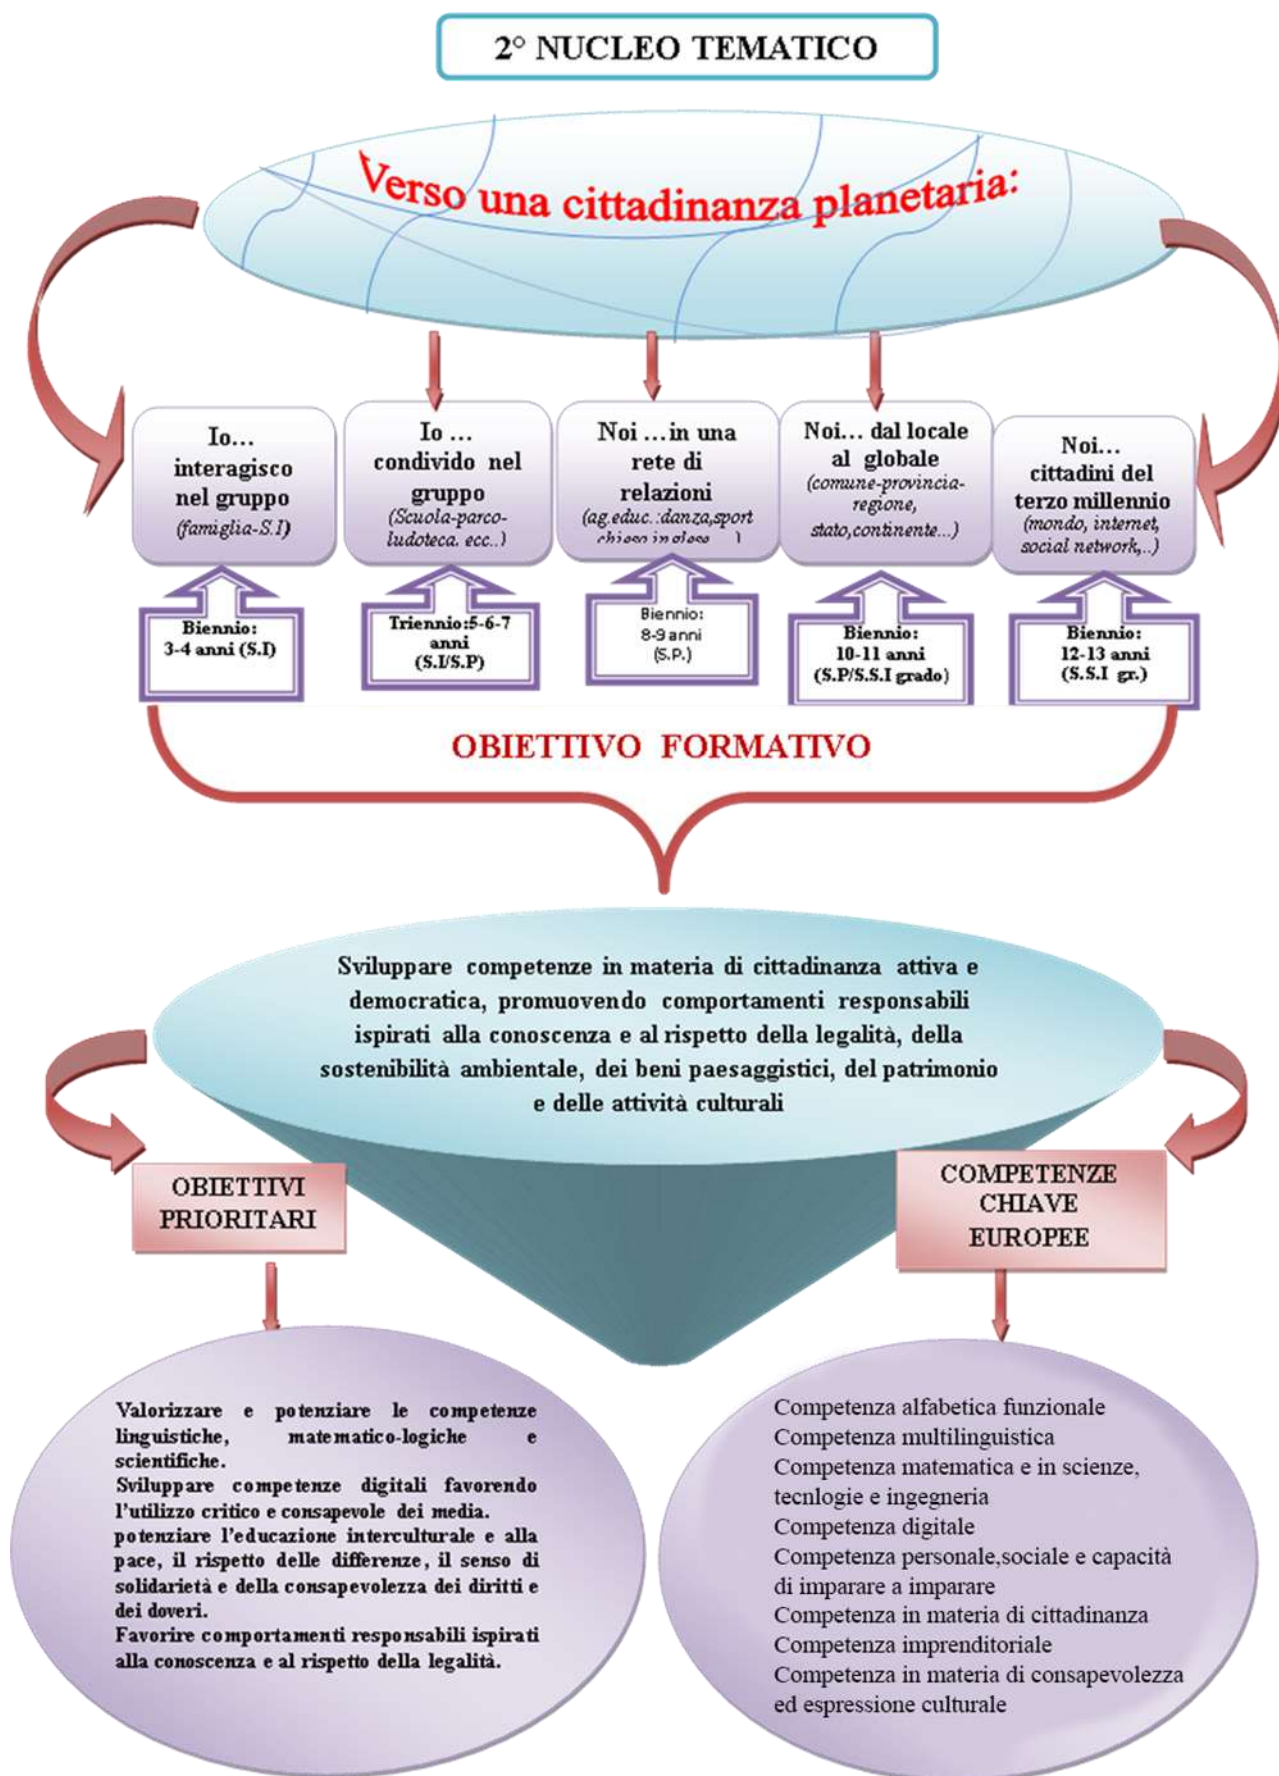 2° NUCLEO TEMATICO
Verso una cittadinanza planetaria:
Io...
interagisco
nel gruppo
(famiglia-S.I)
Io ...
condivido nel
gruppo
(Scuola-parco-
ludoteca. ecc..)
Noi ...in una
rete di
relazioni
(ag.educ.:danza,sport
)
Noi... dal locale
al globale
(comune-provincia-
regione,
stato,continente...)
Noi...
cittadini del
terzo millennio
(mondo, internet,
social network,..)
Biennio:
3-4 anni (S.I)
Triennio:5-6-7
anni
(S.I/S.P)
Biennio:
8-9 anni
(S.P.)
Biennio:
10-11 anni
(S.P/S.S.I grado)
Biennio:
12-13 anni
(S.S.I gr.)
OBIETTIVO FORMATIVO
Sviluppare competenze in materia di cittadinanza attiva e
democratica, promuovendo comportamenti responsabili
ispirati alla conoscenza e al rispetto della legalità, della
sostenibilità ambientale, dei beni paesaggistici, del patrimonio
e delle attività culturali
OBIETTIVI
PRIORITARI
COMPETENZE
CHIAVE
EUROPEE
Valorizzare e potenziare le competenze
linguistiche, matematico-logiche e
scientifiche.
Sviluppare competenze digitali favorendo
l'utilizzo critico e consapevole dei media.
potenziare l'educazione interculturale e alla
pace, il rispetto delle differenze, il senso di
solidarietà e della consapevolezza dei diritti e
dei doveri.
Favorire comportamenti responsabili ispirati
alla conoscenza e al rispetto della legalità.
Competenza alfabetica funzionale
Competenza multilinguistica
Competenza matematica e in scienze,
tecnlogie e ingegneria
Competenza digitale
Competenza personale,sociale e capacità
di imparare a imparare
Competenza in materia di cittadinanza
Competenza imprenditoriale
Competenza in materia di consapevolezza
ed espressione culturale